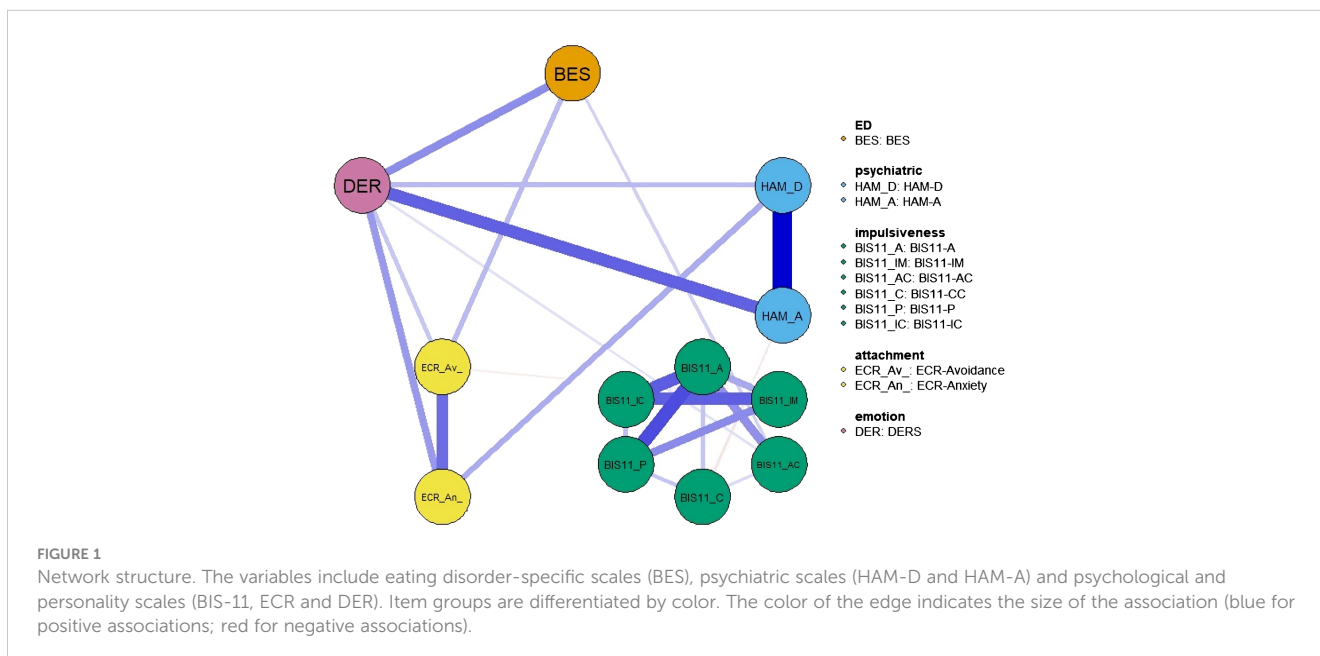 BES
DER
HAM_D
HAM_A
ECR_Av_
ECR_An_
BIS11_A
BIS11_IC
BIS11_IM
BIS11_P
BIS11_AC
BIS11_C
ED
BES: BES
psychiatric
HAM_D: HAM-D
HAM_A: HAM-A
impulsiveness
BIS11_A: BIS11-A
BIS11_IM: BIS11-IM
BIS11_AC: BIS11-AC
BIS11_C: BIS11-CC
BIS11_P: BIS11-P
BIS11_IC: BIS11-IC
attachment
ECR_Av_: ECR-Avoidance
ECR_An_: ECR-Anxiety
emotion
DER: DERS
FIGURE 1
Network structure. The variables include eating disorder-specific scales (BES), psychiatric scales (HAM-D and HAM-A) and psychological and
personality scales (BIS-11, ECR and DER). Item groups are differentiated by color. The color of the edge indicates the size of the association (blue for
positive associations; red for negative associations).